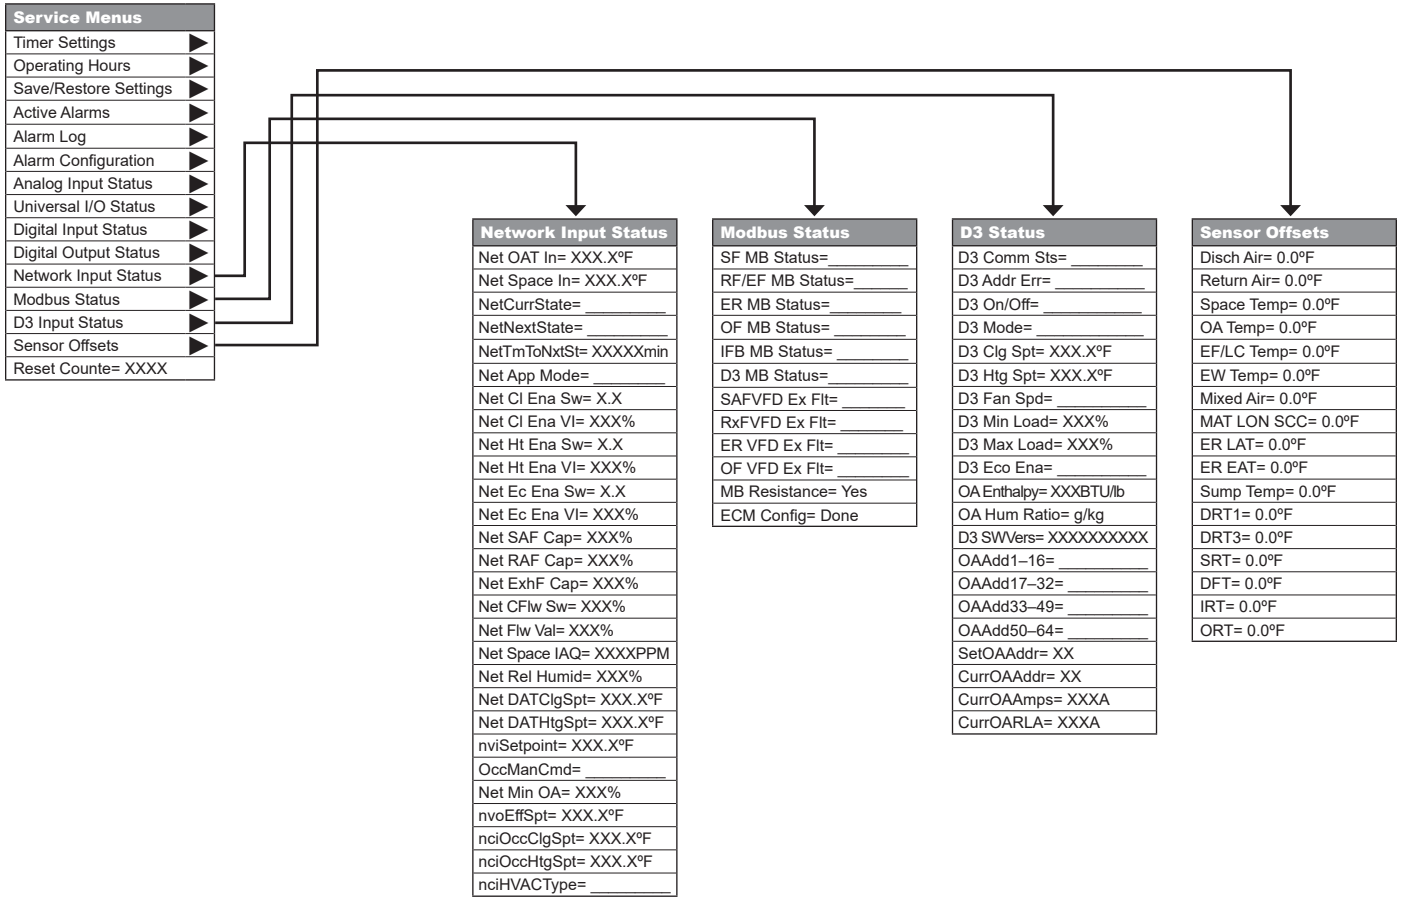 Service Menus
Timer Settings
Operating Hours
Save/Restore Settings
Active Alarms
Alarm Log
Alarm Configuration
Analog Input Status
Universal I/O Status
Digital Input Status
Digital Output Status
Network Input Status
Modbus Status
D3 Input Status
Sensor Offsets
Reset Counte= XXXX
Network Input Status
Net OAT In= XXX.XºF
Net Space In= XXX.XºF
NetCurrState= _________
NetNextState= _________
NetTmToNxtSt= XXXXXmin
Net App Mode= ________
Net Cl Ena Sw= X.X
Net Cl Ena VI= XXX%
Net Ht Ena Sw= X.X
Net Ht Ena VI= XXX%
Net Ec Ena Sw= X.X
Net Ec Ena VI= XXX%
Net SAF Cap= XXX%
Net RAF Cap= XXX%
Net ExhF Cap= XXX%
Net CFlw Sw= XXX%
Net Flw Val= XXX%
Net Space IAQ= XXXXPPM
Net Rel Humid= XXX%
Net DATClgSpt= XXX.XºF
Net DATHtgSpt= XXX.XºF
nviSetpoint= XXX.XºF
OccManCmd= _________
Net Min OA= XXX%
nvoEffSpt= XXX.XºF
nciOccClgSpt= XXX.XºF
nciOccHtgSpt= XXX.XºF
nciHVACType= _________
Modbus Status
SF MB Status=_________
RF/EF MB Status=______
ER MB Status=_________
OF MB Status= ________
IFB MB Status= ________
D3 MB Status=_________
SAFVFD Ex Flt= _______
RxFVFD Ex Flt= _______
ER VFD Ex Flt= ________
OF VFD Ex Flt= ________
MB Resistance= Yes
ECM Config= Done
D3 Status
D3 Comm Sts= ________
D3 Addr Err= __________
D3 On/Off= ____________
D3 Mode= ____________
D3 Clg Spt= XXX.XºF
D3 Htg Spt= XXX.XºF
D3 Fan Spd= __________
D3 Min Load= XXX%
D3 Max Load= XXX%
D3 Eco Ena= __________
OA Enthalpy= XXXBTU/lb
OA Hum Ratio= g/kg
D3 SWVers= XXXXXXXXXX
OAAdd1–16= __________
OAAdd17–32= _________
OAAdd33–49= _________
OAAdd50–64= _________
SetOAAddr= XX
CurrOAAddr= XX
CurrOAAmps= XXXA
CurrOARLA= XXXA
Sensor Offsets
Disch Air= 0.0ºF
Return Air= 0.0ºF
Space Temp= 0.0ºF
OA Temp= 0.0ºF
EF/LC Temp= 0.0ºF
EW Temp= 0.0ºF
Mixed Air= 0.0ºF
MAT LON SCC= 0.0ºF
ER LAT= 0.0ºF
ER EAT= 0.0ºF
Sump Temp= 0.0ºF
DRT1= 0.0ºF
DRT3= 0.0ºF
SRT= 0.0ºF
DFT= 0.0ºF
IRT= 0.0ºF
ORT= 0.0ºF